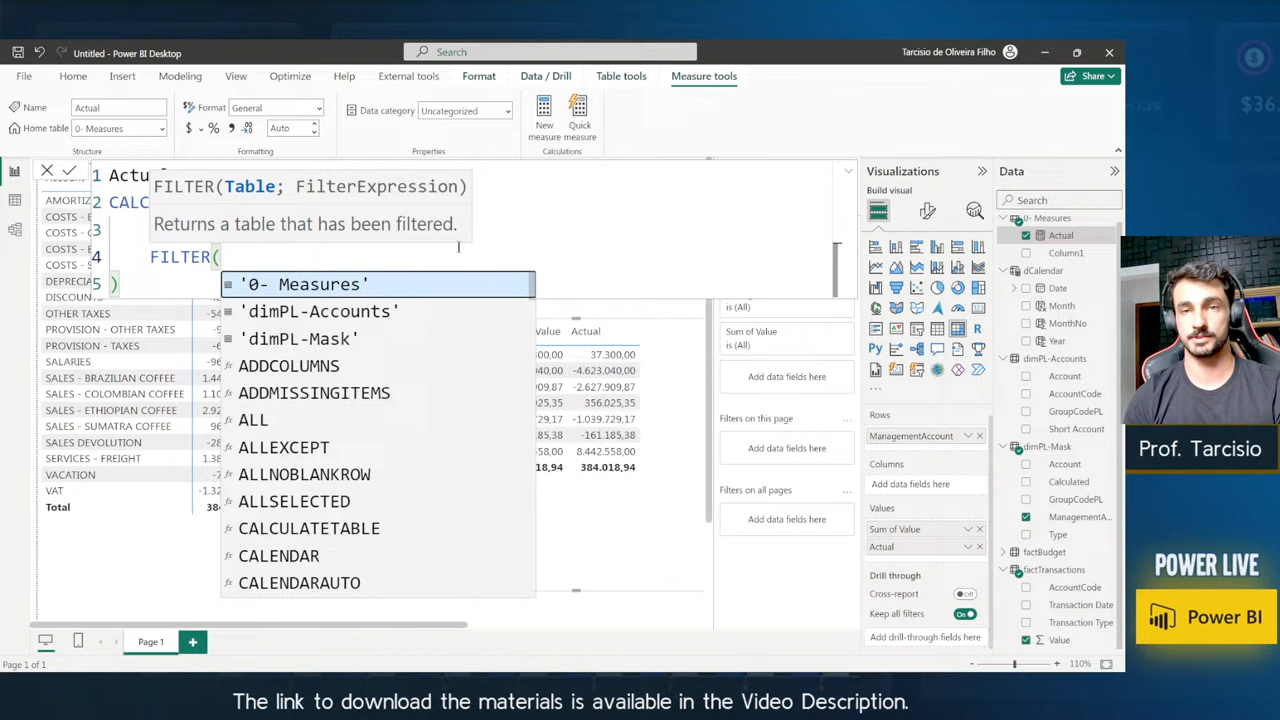 Untitled - Power BI Desktop
Search
Tarcisio de Oliveira Filho
File Home Insert Transform Modeling View Optimize Help External tools Format Data / Drill Table tools Measure tools
Share
Name Actual
Home table 0- Measures
Structure
Format General
$ % Auto
Formatting
Data category Uncategorized
Properties
New measure
Quick measure
Calculations
1
2 CALC
3
4 FILTER(
5 )
FILTER(Table; FilterExpression)
Returns a table that has been filtered.
'0- Measures'
'dimPL-Accounts'
'dimPL-Mask'
ADDCOLUMNS
ADDMISSINGITEMS
ALL
ALLEXCEPT
ALLNOBLANKROW
ALLSELECTED
CALCULATETABLE
CALENDAR
CALENDARAUTO
OTHER TAXES
PROVISION - OTHER TAXES
PROVISION - TAXES
SALARIES
SALES - BRAZILIAN COFFEE
SALES - COLOMBIAN COFFEE
SALES - ETHIOPIAN COFFEE
SALES - SUMATRA COFFEE
SALES DEVOLUTION
SERVICES - FREIGHT
VACATION
VAT
Total
Value Actual
37.300,00
-4.623.040,00
-2.627.909,87
356.025,35
-1.039.729,17
-161.185,38
8.442.558,00
384.018,94
is (All)
Sum of Value
is (All)
Add data fields here
Filters on this page ...
Add data fields here
Filters on all pages ...
Add data fields here
Visualizations
Build visual
Rows
ManagementAccount
Columns
Add data fields here
Values
Sum of Value
Actual
Drill through
Cross-report Off
Keep all filters On
Add drill-through fields here
Data
Search
0- Measures
Actual
Column1
dCalendar
Date
Month
MonthNo
Year
dimPL-Accounts
Account
AccountCode
GroupCodePL
Short Account
dimPL-Mask
Account
Calculated
GroupCodePL
ManagementA...
Type
factBudget
factTransactions
AccountCode
Transaction Date
Transaction Type
Value
Page 1
Page 1 of 1
110%
Prof. Tarcisio
POWER LIVE
Power BI
The link to download the materials is available in the Video Description.